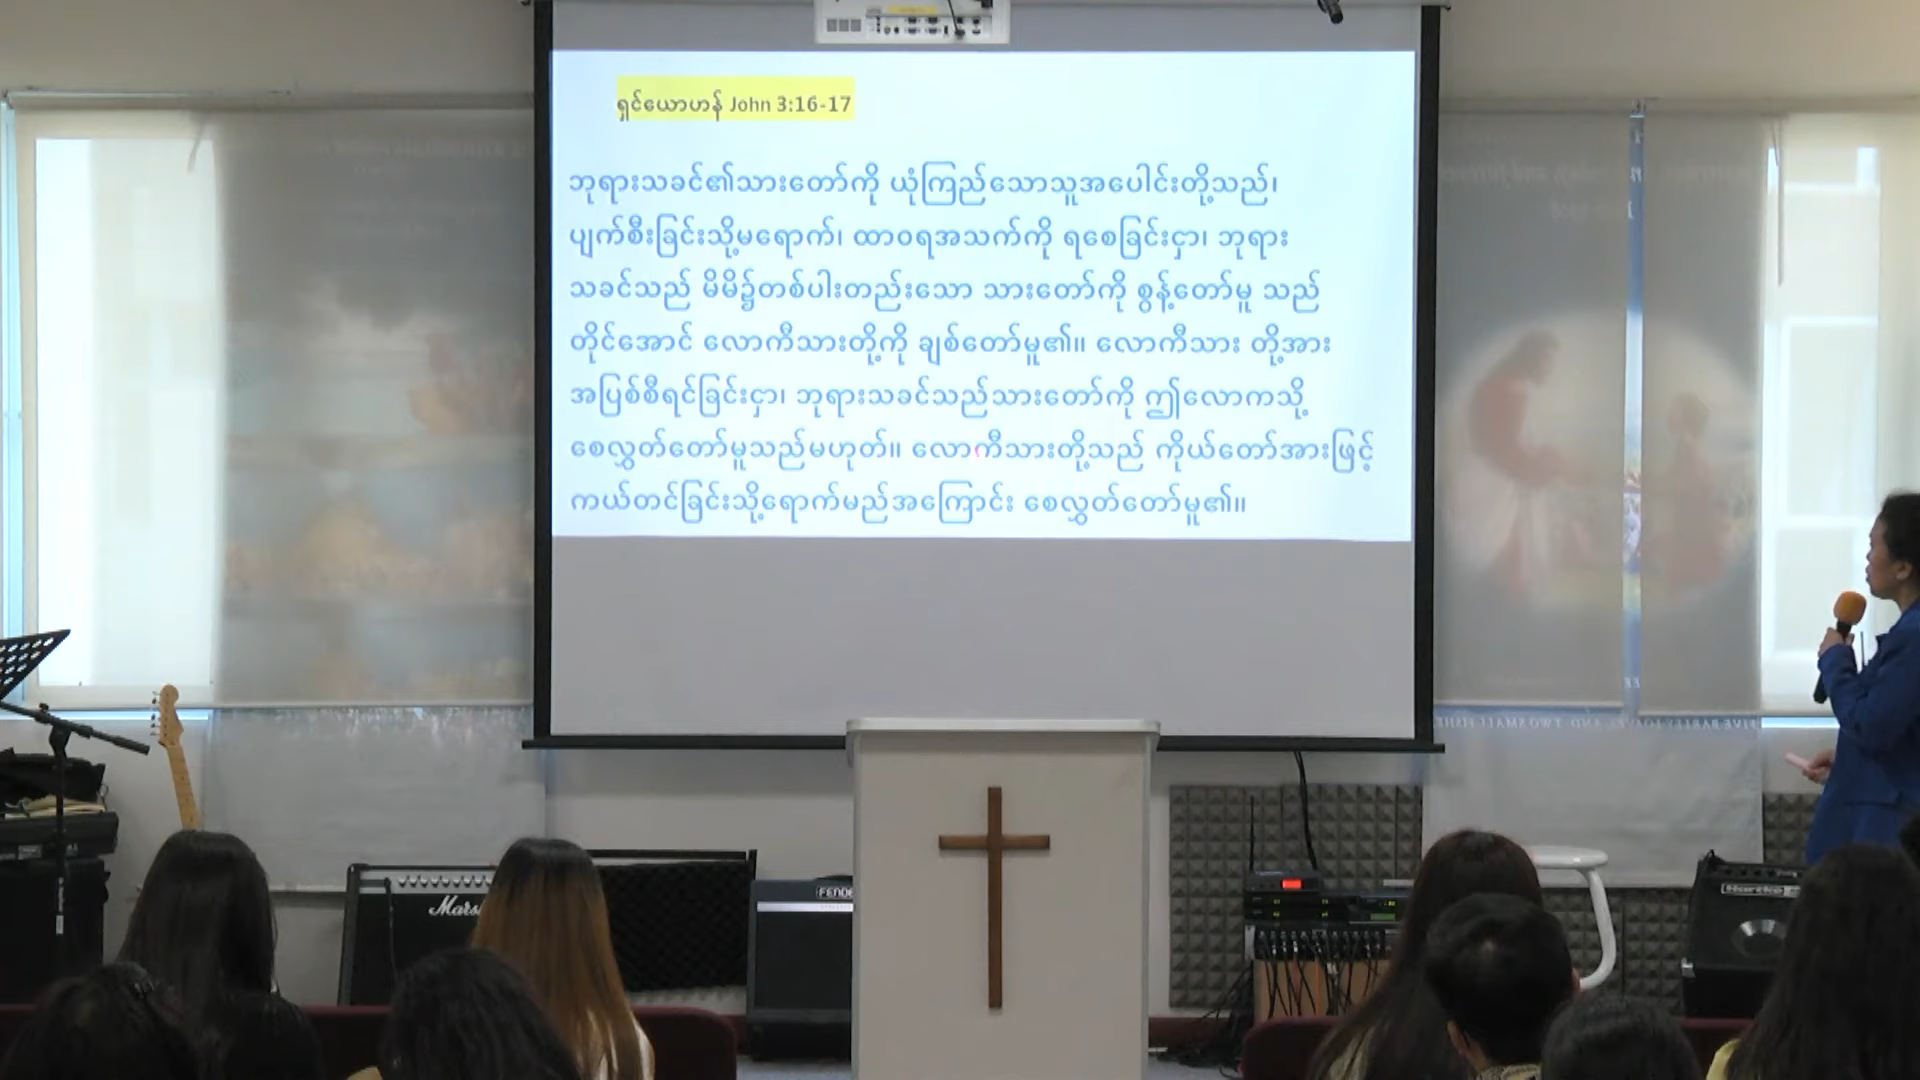 ရှင်ယောဟန် John 3:16-17
ဘုရားသခင်၏သားတော်ကို ယုံကြည်သောသူအပေါင်းတို့သည်၊
ပျက်စီးခြင်းသို့မရောက်၊ ထာဝရအသက်ကို ရစေခြင်းငှာ၊ ဘုရား
သခင်သည် မိမိ၌တစ်ပါးတည်းသော သားတော်ကို စွန့်တော်မူ သည်
တိုင်အောင် လောကီသားတို့ကို ချစ်တော်မူ၏။ လောကီသား တို့အား
အပြစ်စီရင်ခြင်းငှာ၊ ဘုရားသခင်သည်သားတော်ကို ဤလောကသို့
စေလွှတ်တော်မူသည်မဟုတ်။ လောကီသားတို့သည် ကိုယ်တော်အားဖြင့်
ကယ်တင်ခြင်းသို့ရောက်မည်အကြောင်း စေလွှတ်တော်မူ၏။
FENDE
Mars
Hartke